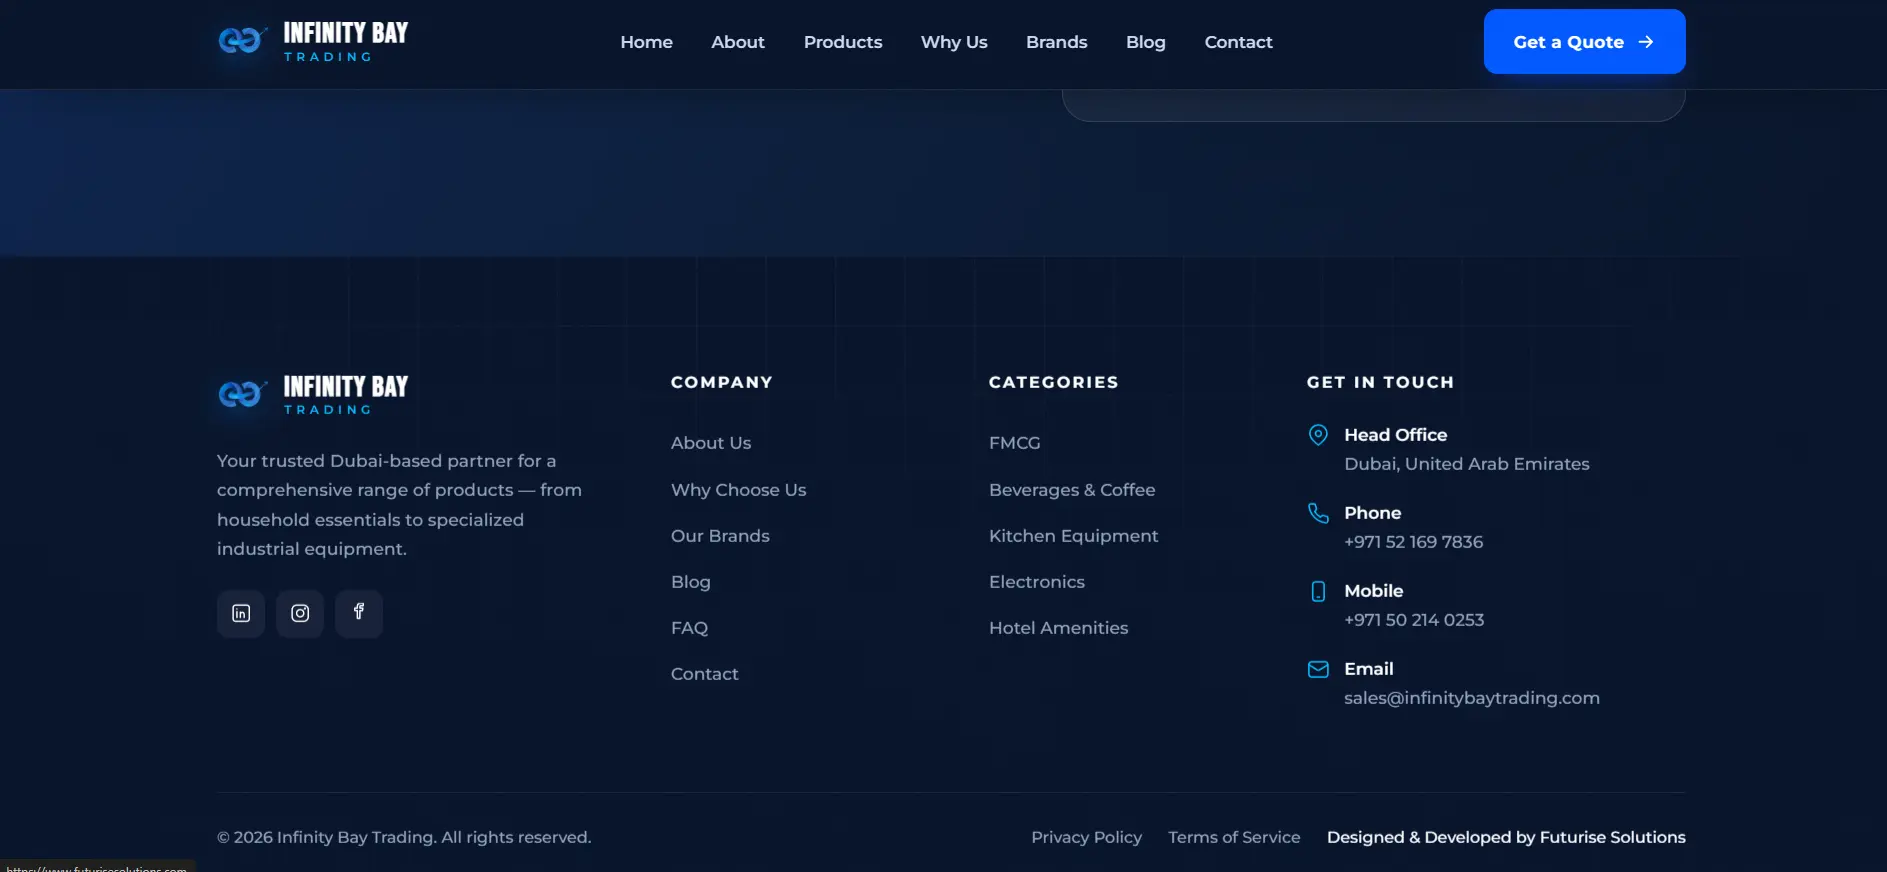 INFINITY BAY
TRADING
Home
About
Products
Why Us
Brands
Blog
Contact
Get a Quote
INFINITY BAY
TRADING
Your trusted Dubai-based partner for a
comprehensive range of products — from
household essentials to specialized
industrial equipment.
COMPANY
About Us
Why Choose Us
Our Brands
Blog
FAQ
Contact
CATEGORIES
FMCG
Beverages & Coffee
Kitchen Equipment
Electronics
Hotel Amenities
GET IN TOUCH
Head Office
Dubai, United Arab Emirates
Phone
+971 52 169 7836
Mobile
+971 50 214 0253
Email
sales@infinitybaytrading.com
© 2026 Infinity Bay Trading. All rights reserved.
Privacy Policy
Terms of Service
Designed & Developed by Futurise Solutions
https://www.futurisesolutions.com